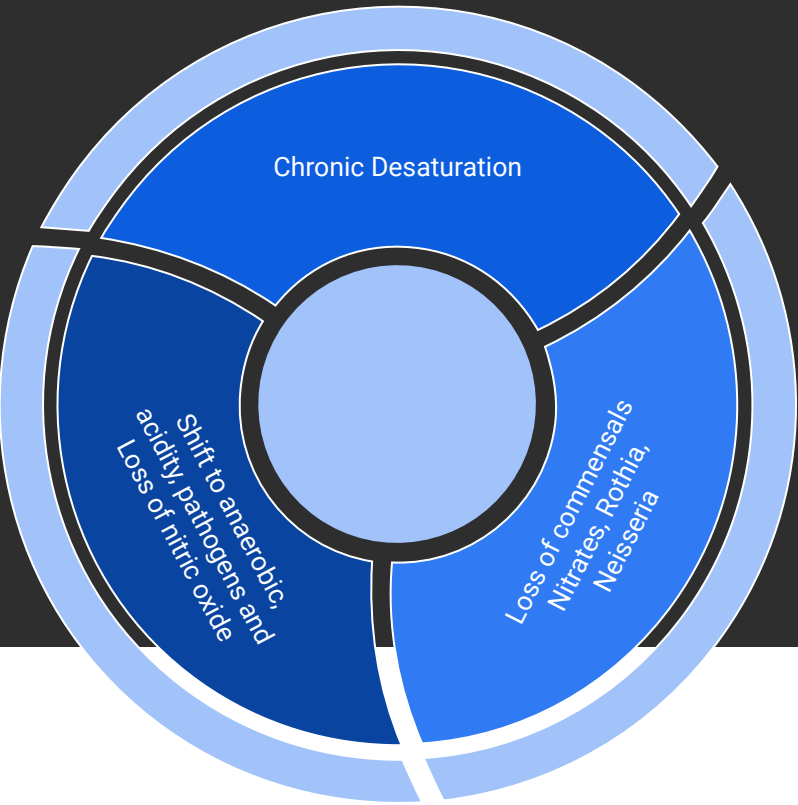 Chronic Desaturation
Loss of commensals
Nitrates, Rothia,
Neisseria
Shift to anaerobic,
acidity, pathogens and
Loss of nitric oxide